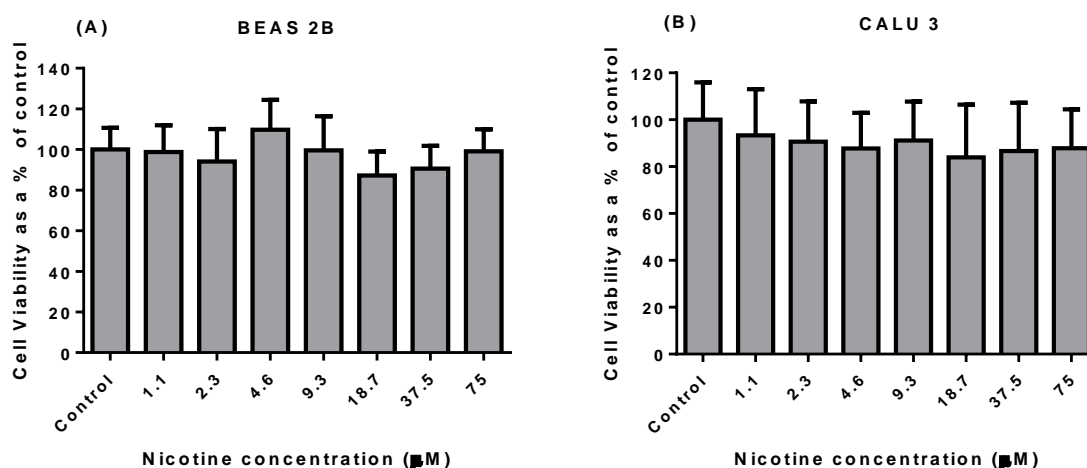 (A) BEAS 2B
Cell Viability as a % of control
140
120
100
80
60
40
20
0
Control 1.1 2.3 4.6 9.3 18.7 37.5 75
Nicotine concentration (μM)
(B) CALU 3
Cell Viability as a % of control
120
100
80
60
40
20
0
Control 1.1 2.3 4.6 9.3 18.7 37.5 75
Nicotine concentration (μM)